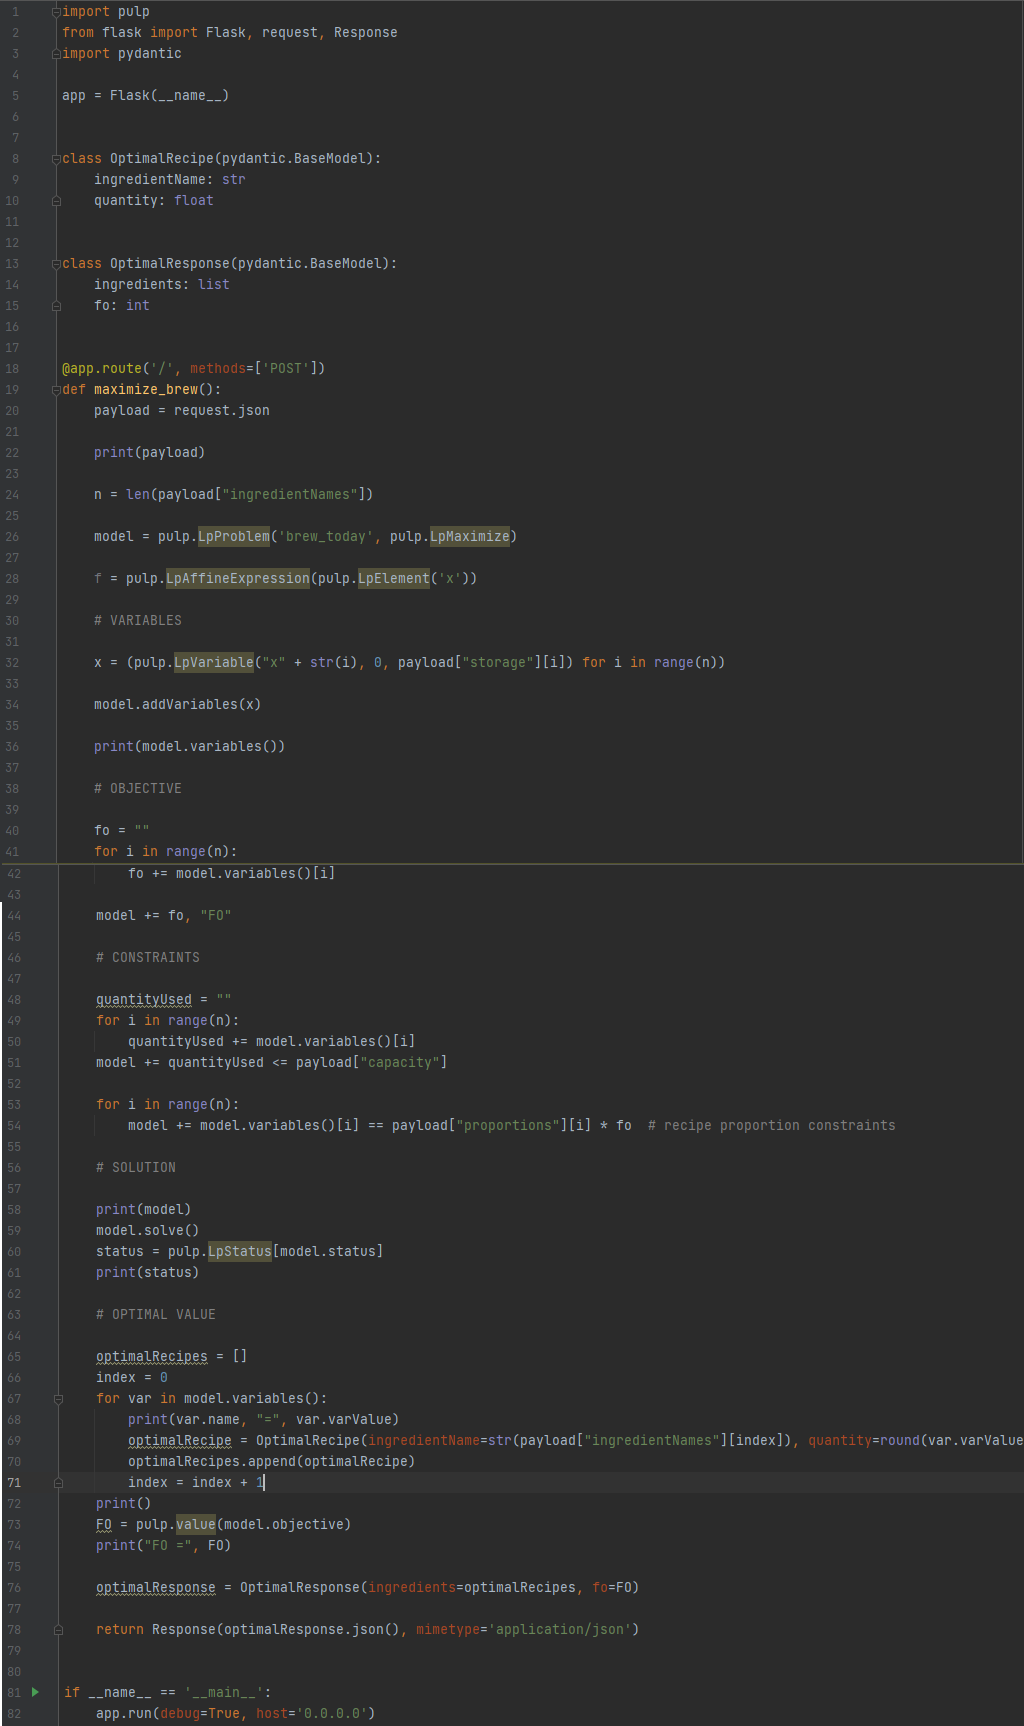 1 import pulp
2 from flask import Flask, request, Response
3 import pydantic
4
5 app = Flask(__name__)
6
7
8 class OptimalRecipe(pydantic.BaseModel):
9     ingredientName: str
10     quantity: float
11
12
13 class OptimalResponse(pydantic.BaseModel):
14     ingredients: list
15     fo: int
16
17
18 @app.route('/', methods=['POST'])
19 def maximize_brew():
20     payload = request.json
21
22     print(payload)
23
24     n = len(payload["ingredientNames"])
25
26     model = pulp.LpProblem('brew_today', pulp.LpMaximize)
27
28     f = pulp.LpAffineExpression(pulp.LpElement('x'))
29
30     # VARIABLES
31
32     x = (pulp.LpVariable("x" + str(i), 0, payload["storage"][i]) for i in range(n))
33
34     model.addVariables(x)
35
36     print(model.variables())
37
38     # OBJECTIVE
39
40     fo = ""
41     for i in range(n):
42         fo += model.variables()[i]
43
44     model += fo, "FO"
45
46     # CONSTRAINTS
47
48     quantityUsed = ""
49     for i in range(n):
50         quantityUsed += model.variables()[i]
51     model += quantityUsed <= payload["capacity"]
52
53     for i in range(n):
54         model += model.variables()[i] == payload["proportions"][i] * fo  # recipe proportion constraints
55
56     # SOLUTION
57
58     print(model)
59     model.solve()
60     status = pulp.LpStatus[model.status]
61     print(status)
62
63     # OPTIMAL VALUE
64
65     optimalRecipes = []
66     index = 0
67     for var in model.variables():
68         print(var.name, "=", var.varValue)
69         optimalRecipe = OptimalRecipe(ingredientName=str(payload["ingredientNames"][index]), quantity=round(var.varValue
70         optimalRecipes.append(optimalRecipe)
71         index = index + 1
72     print()
73     FO = pulp.value(model.objective)
74     print("FO =", FO)
75
76     optimalResponse = OptimalResponse(ingredients=optimalRecipes, fo=FO)
77
78     return Response(optimalResponse.json(), mimetype='application/json')
79
80
81 if __name__ == '__main__':
82     app.run(debug=True, host='0.0.0.0')